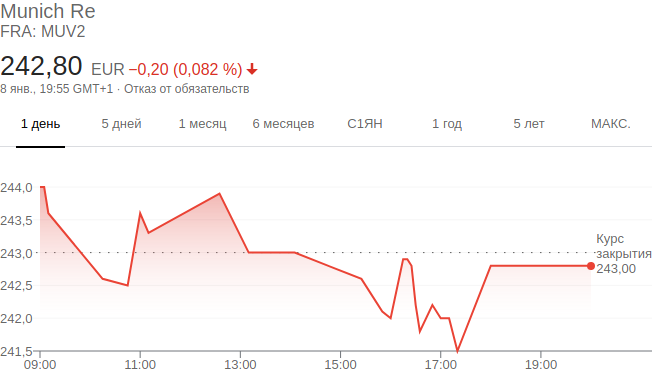 Munich Re
FRA: MUV2
242,80 EUR −0,20 (0,082 %)
8 янв., 19:55 GMT+1 · Отказ от обязательств
1 день 5 дней 1 месяц 6 месяцев С1ЯН 1 год 5 лет МАКС.
244,0
243,5
243,0
242,5
242,0
241,5
Курс
закрытия
243,00
09:00 11:00 13:00 15:00 17:00 19:00